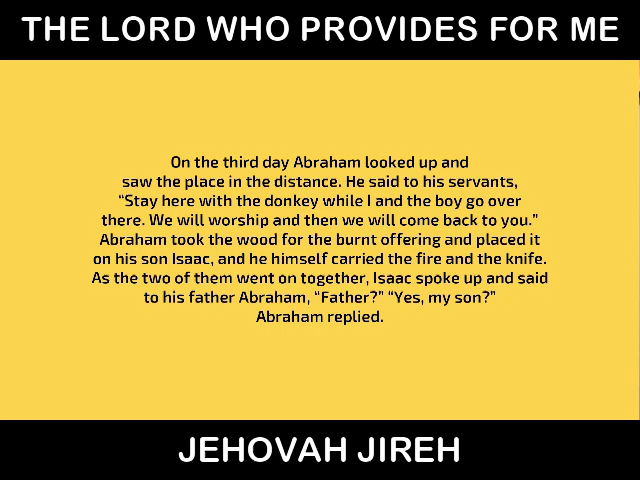 THE LORD WHO PROVIDES FOR ME
On the third day Abraham looked up and
saw the place in the distance. He said to his servants,
“Stay here with the donkey while I and the boy go over
there. We will worship and then we will come back to you.”
Abraham took the wood for the burnt offering and placed it
on his son Isaac, and he himself carried the fire and the knife.
As the two of them went on together, Isaac spoke up and said
to his father Abraham, “Father?” “Yes, my son?”
Abraham replied.
JEHOVAH JIREH